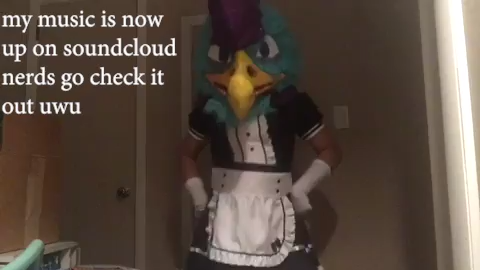 my music is now
up on soundcloud
nerds go check it
out uwu